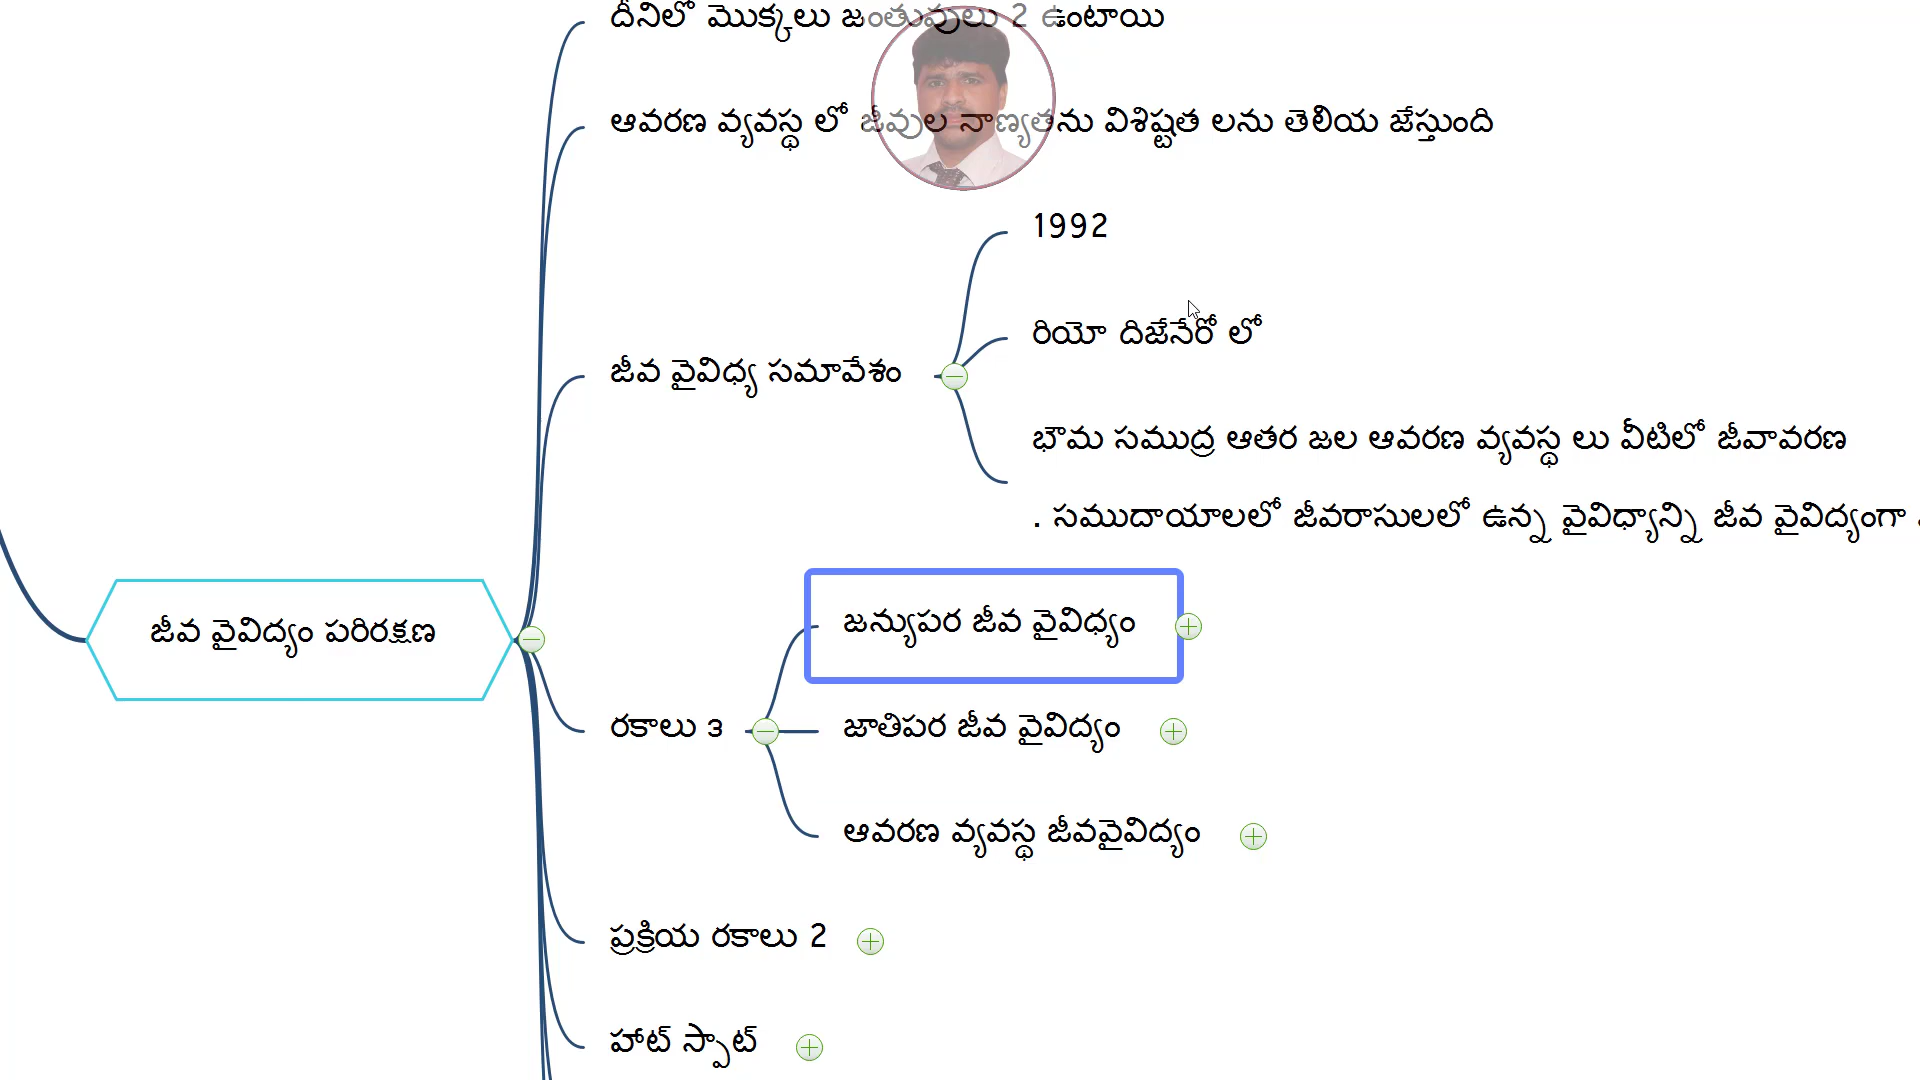 దీనిలో మొక్కలు జంతువులు 2 ఉంటాయి
ఆవరణ వ్యవస్థ లో జీవుల నాణ్యతను విశిష్టత లను తెలియ జేస్తుంది
1992
రియో దిజేనేరో లో
జీవ వైవిధ్య సమావేశం
భౌమ సముద్ర ఆతర జల ఆవరణ వ్యవస్థ లు వీటిలో జీవావరణ
. సముదాయాలలో జీవరాసులలో ఉన్న వైవిధ్యాన్ని జీవ వైవిద్యంగా
జీవ వైవిద్యం పరిరక్షణ
జన్యుపర జీవ వైవిధ్యం
రకాలు ౩
జాతిపర జీవ వైవిద్యం
ఆవరణ వ్యవస్థ జీవవైవిద్యం
ప్రక్రియ రకాలు 2
హాట్ స్పాట్